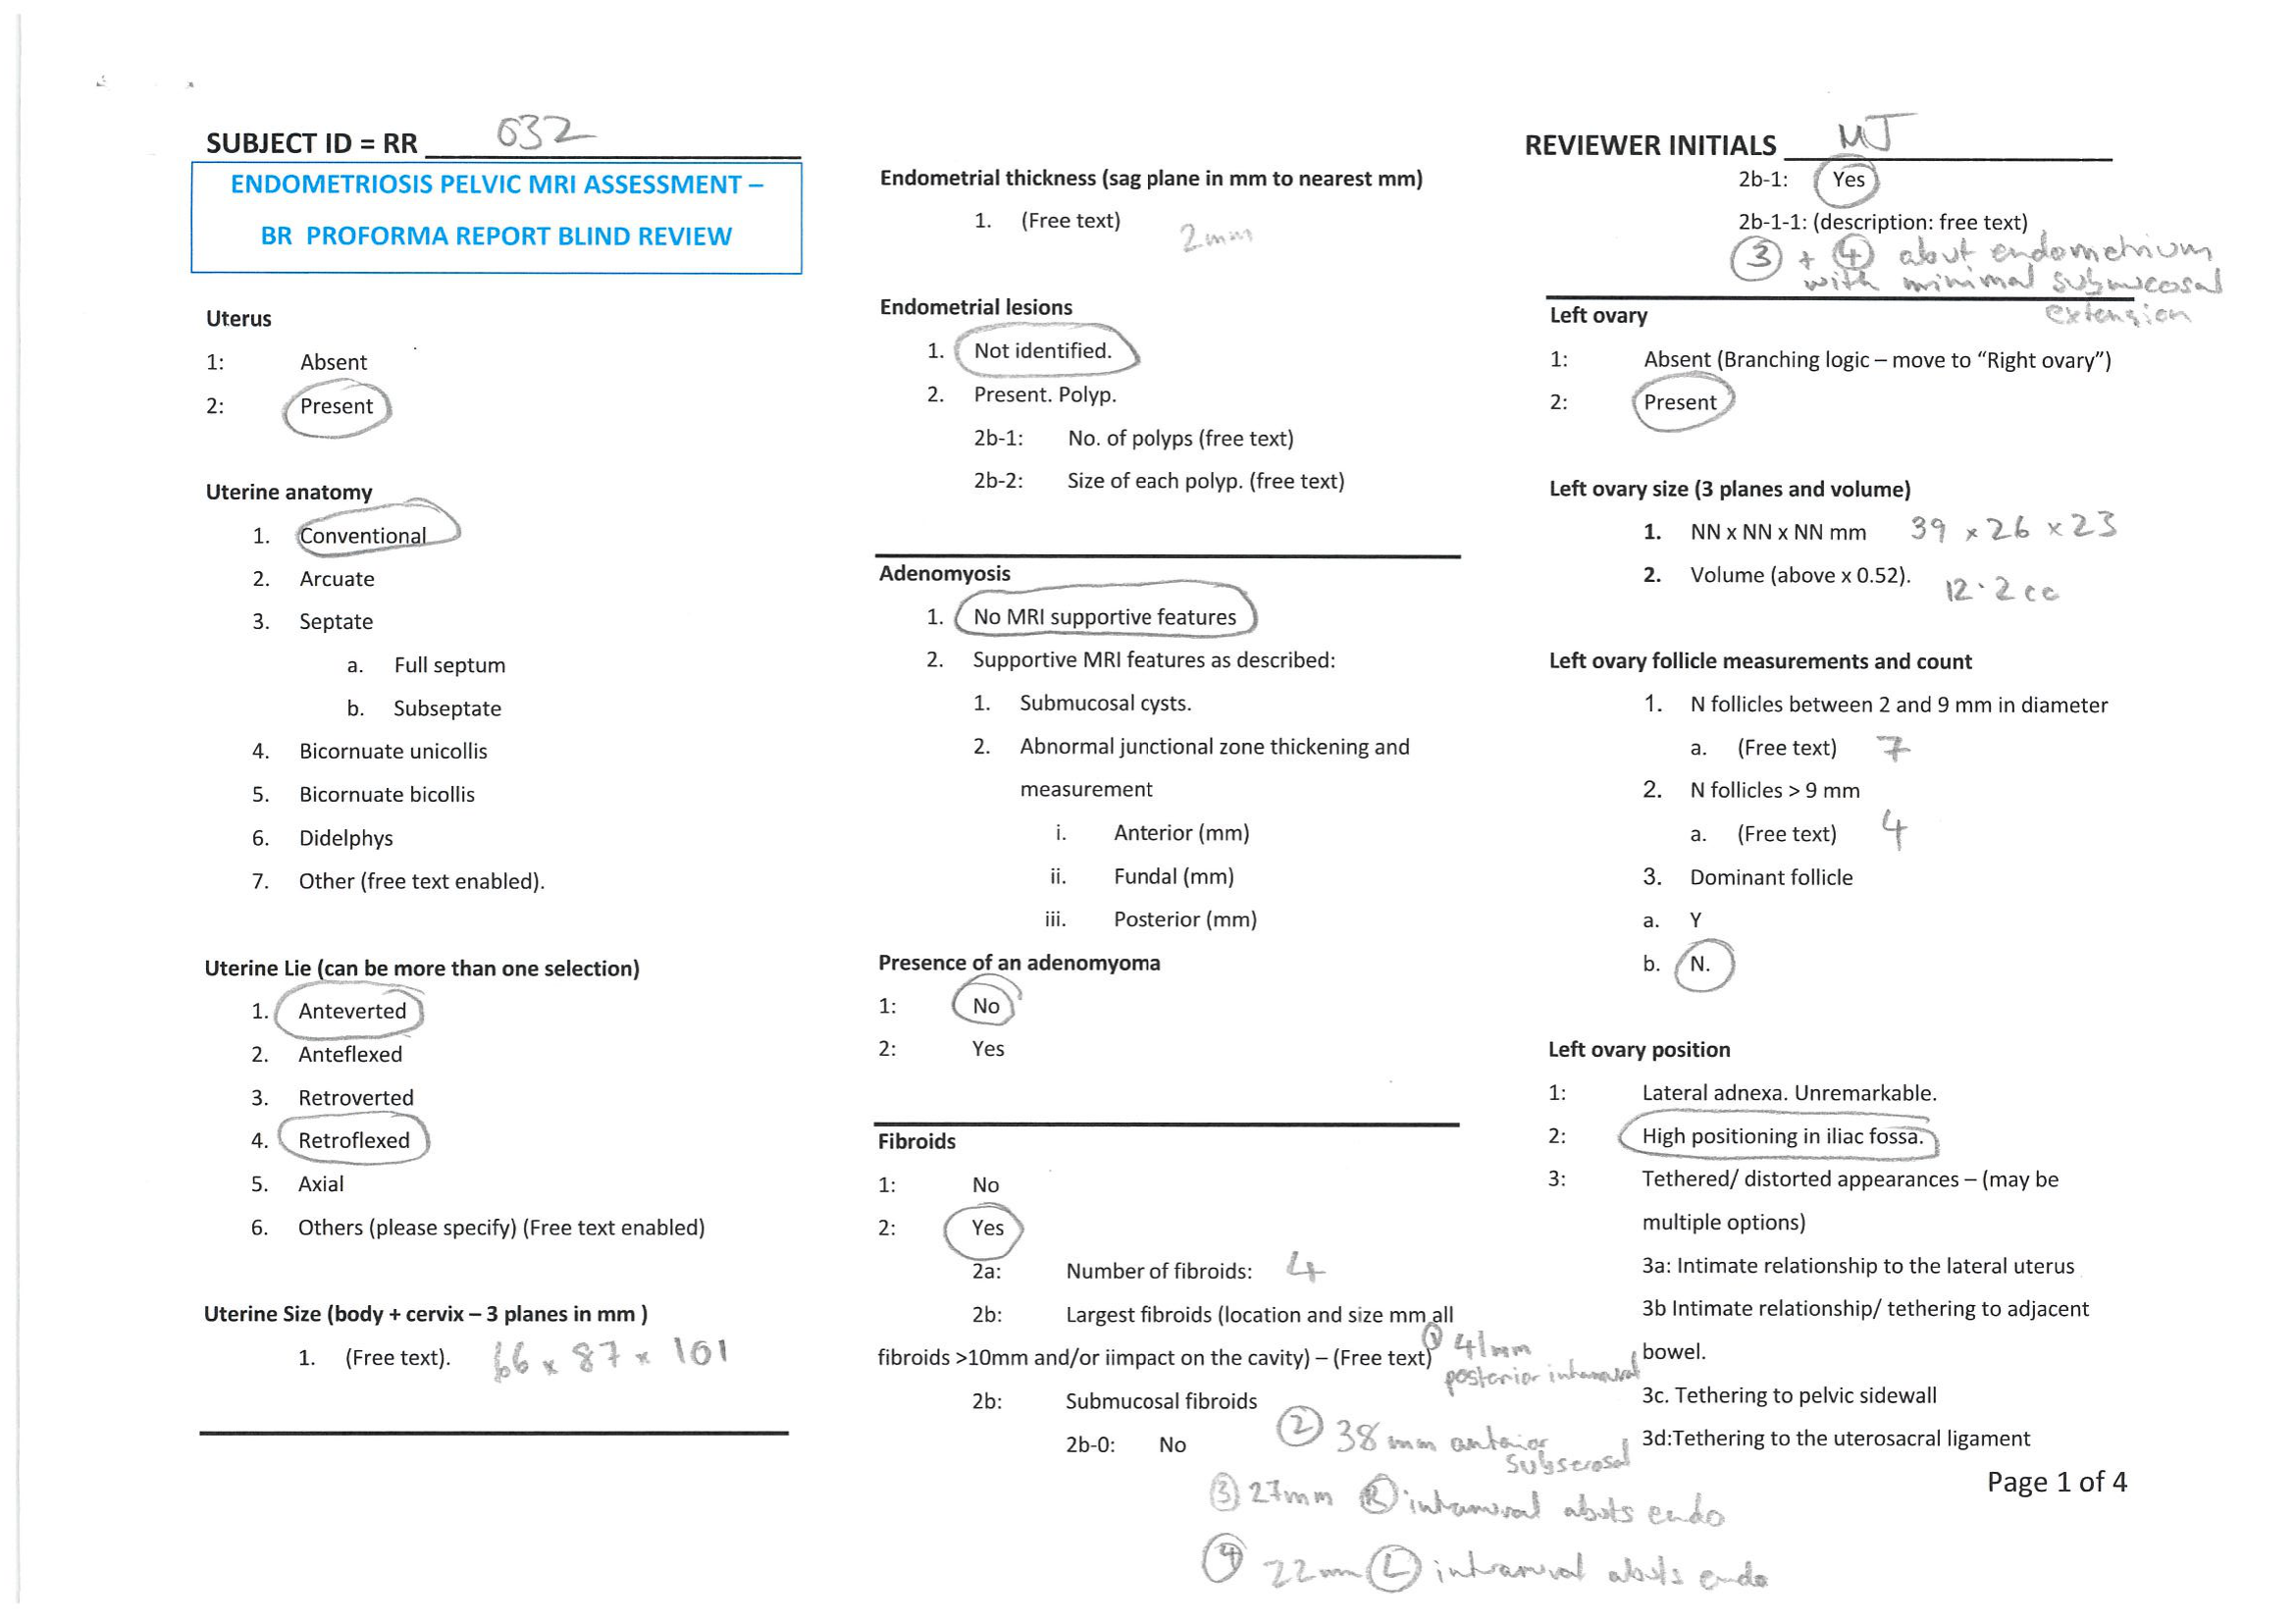 SUBJECT ID = RR 632
ENDOMETRIOSIS PELVIC MRI ASSESSMENT –
BR PROFORMA REPORT BLIND REVIEW
Uterus
1: Absent
2: Present
Uterine anatomy
1. Conventional
2. Arcuate
3. Septate
a. Full septum
b. Subseptate
4. Bicornuate unicollis
5. Bicornuate bicollis
6. Didelphys
7. Other (free text enabled).
Uterine Lie (can be more than one selection)
1. Anteverted
2. Anteflexed
3. Retroverted
4. Retroflexed
5. Axial
6. Others (please specify) (Free text enabled)
Uterine Size (body + cervix – 3 planes in mm )
1. (Free text). 66 x 87 x 101
Endometrial thickness (sag plane in mm to nearest mm)
1. (Free text) 2mm
Endometrial lesions
1. Not identified.
2. Present. Polyp.
2b-1: No. of polyps (free text)
2b-2: Size of each polyp. (free text)
Adenomyosis
1. No MRI supportive features
2. Supportive MRI features as described:
1. Submucosal cysts.
2. Abnormal junctional zone thickening and
measurement
i. Anterior (mm)
ii. Fundal (mm)
iii. Posterior (mm)
Presence of an adenomyoma
1: No
2: Yes
Fibroids
1: No
2: Yes
2a: Number of fibroids: 4
2b: Largest fibroids (location and size mm all
fibroids >10mm and/or iimpact on the cavity) – (Free text) ① 41mm
posterior intramural
2b: Submucosal fibroids
2b-0: No ② 38mm anterior
subserosal
③ 27mm Ⓡ intramural abuts endo
④ 22mm Ⓛ intramural abuts endo
REVIEWER INITIALS MJ
2b-1: Yes
2b-1-1: (description: free text)
③ + ④ abut endometrium
with minimal submucosal
extension
Left ovary
1: Absent (Branching logic – move to “Right ovary”)
2: Present
Left ovary size (3 planes and volume)
1. NN x NN x NN mm 39 x 26 x 23
2. Volume (above x 0.52). 12.2cc
Left ovary follicle measurements and count
1. N follicles between 2 and 9 mm in diameter
a. (Free text) 7
2. N follicles > 9 mm
a. (Free text) 4
3. Dominant follicle
a. Y
b. N.
Left ovary position
1: Lateral adnexa. Unremarkable.
2: High positioning in iliac fossa.
3: Tethered/ distorted appearances – (may be
multiple options)
3a: Intimate relationship to the lateral uterus
3b Intimate relationship/ tethering to adjacent
bowel.
3c. Tethering to pelvic sidewall
3d:Tethering to the uterosacral ligament
Page 1 of 4